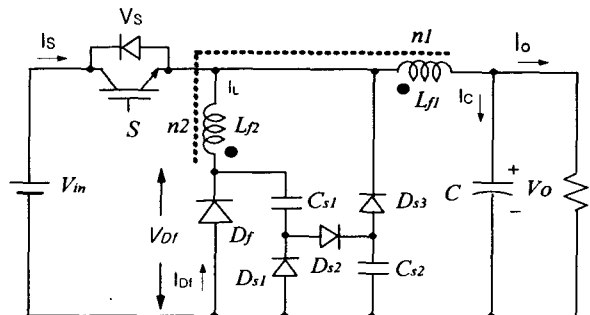 Vs
Is
n1
Io
S
IL
n2
Lf2
Lf1
Ic
Vin
VDf
Df
IDf
Cs1
Ds1
Ds2
Ds3
Cs2
C
+
Vo
−